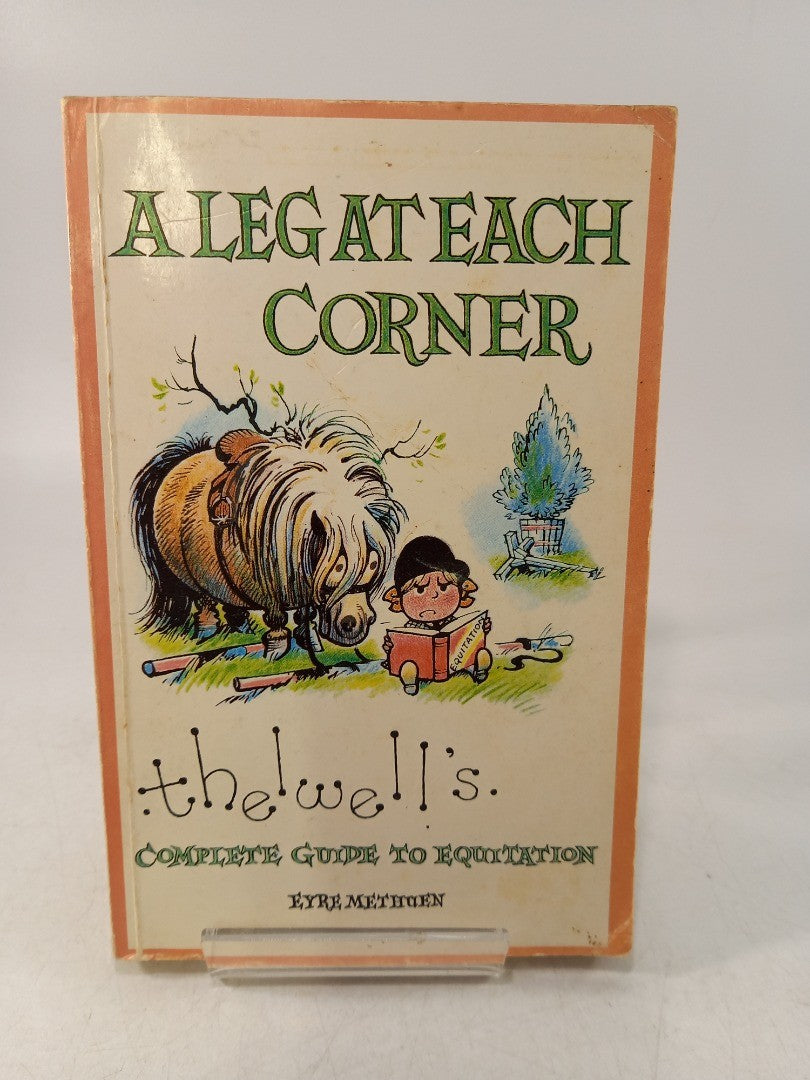 A LEG AT EACH
CORNER
EQUITATION
thelwell's.
COMPLETE GUIDE TO EQUITATION
EYRE METHUEN